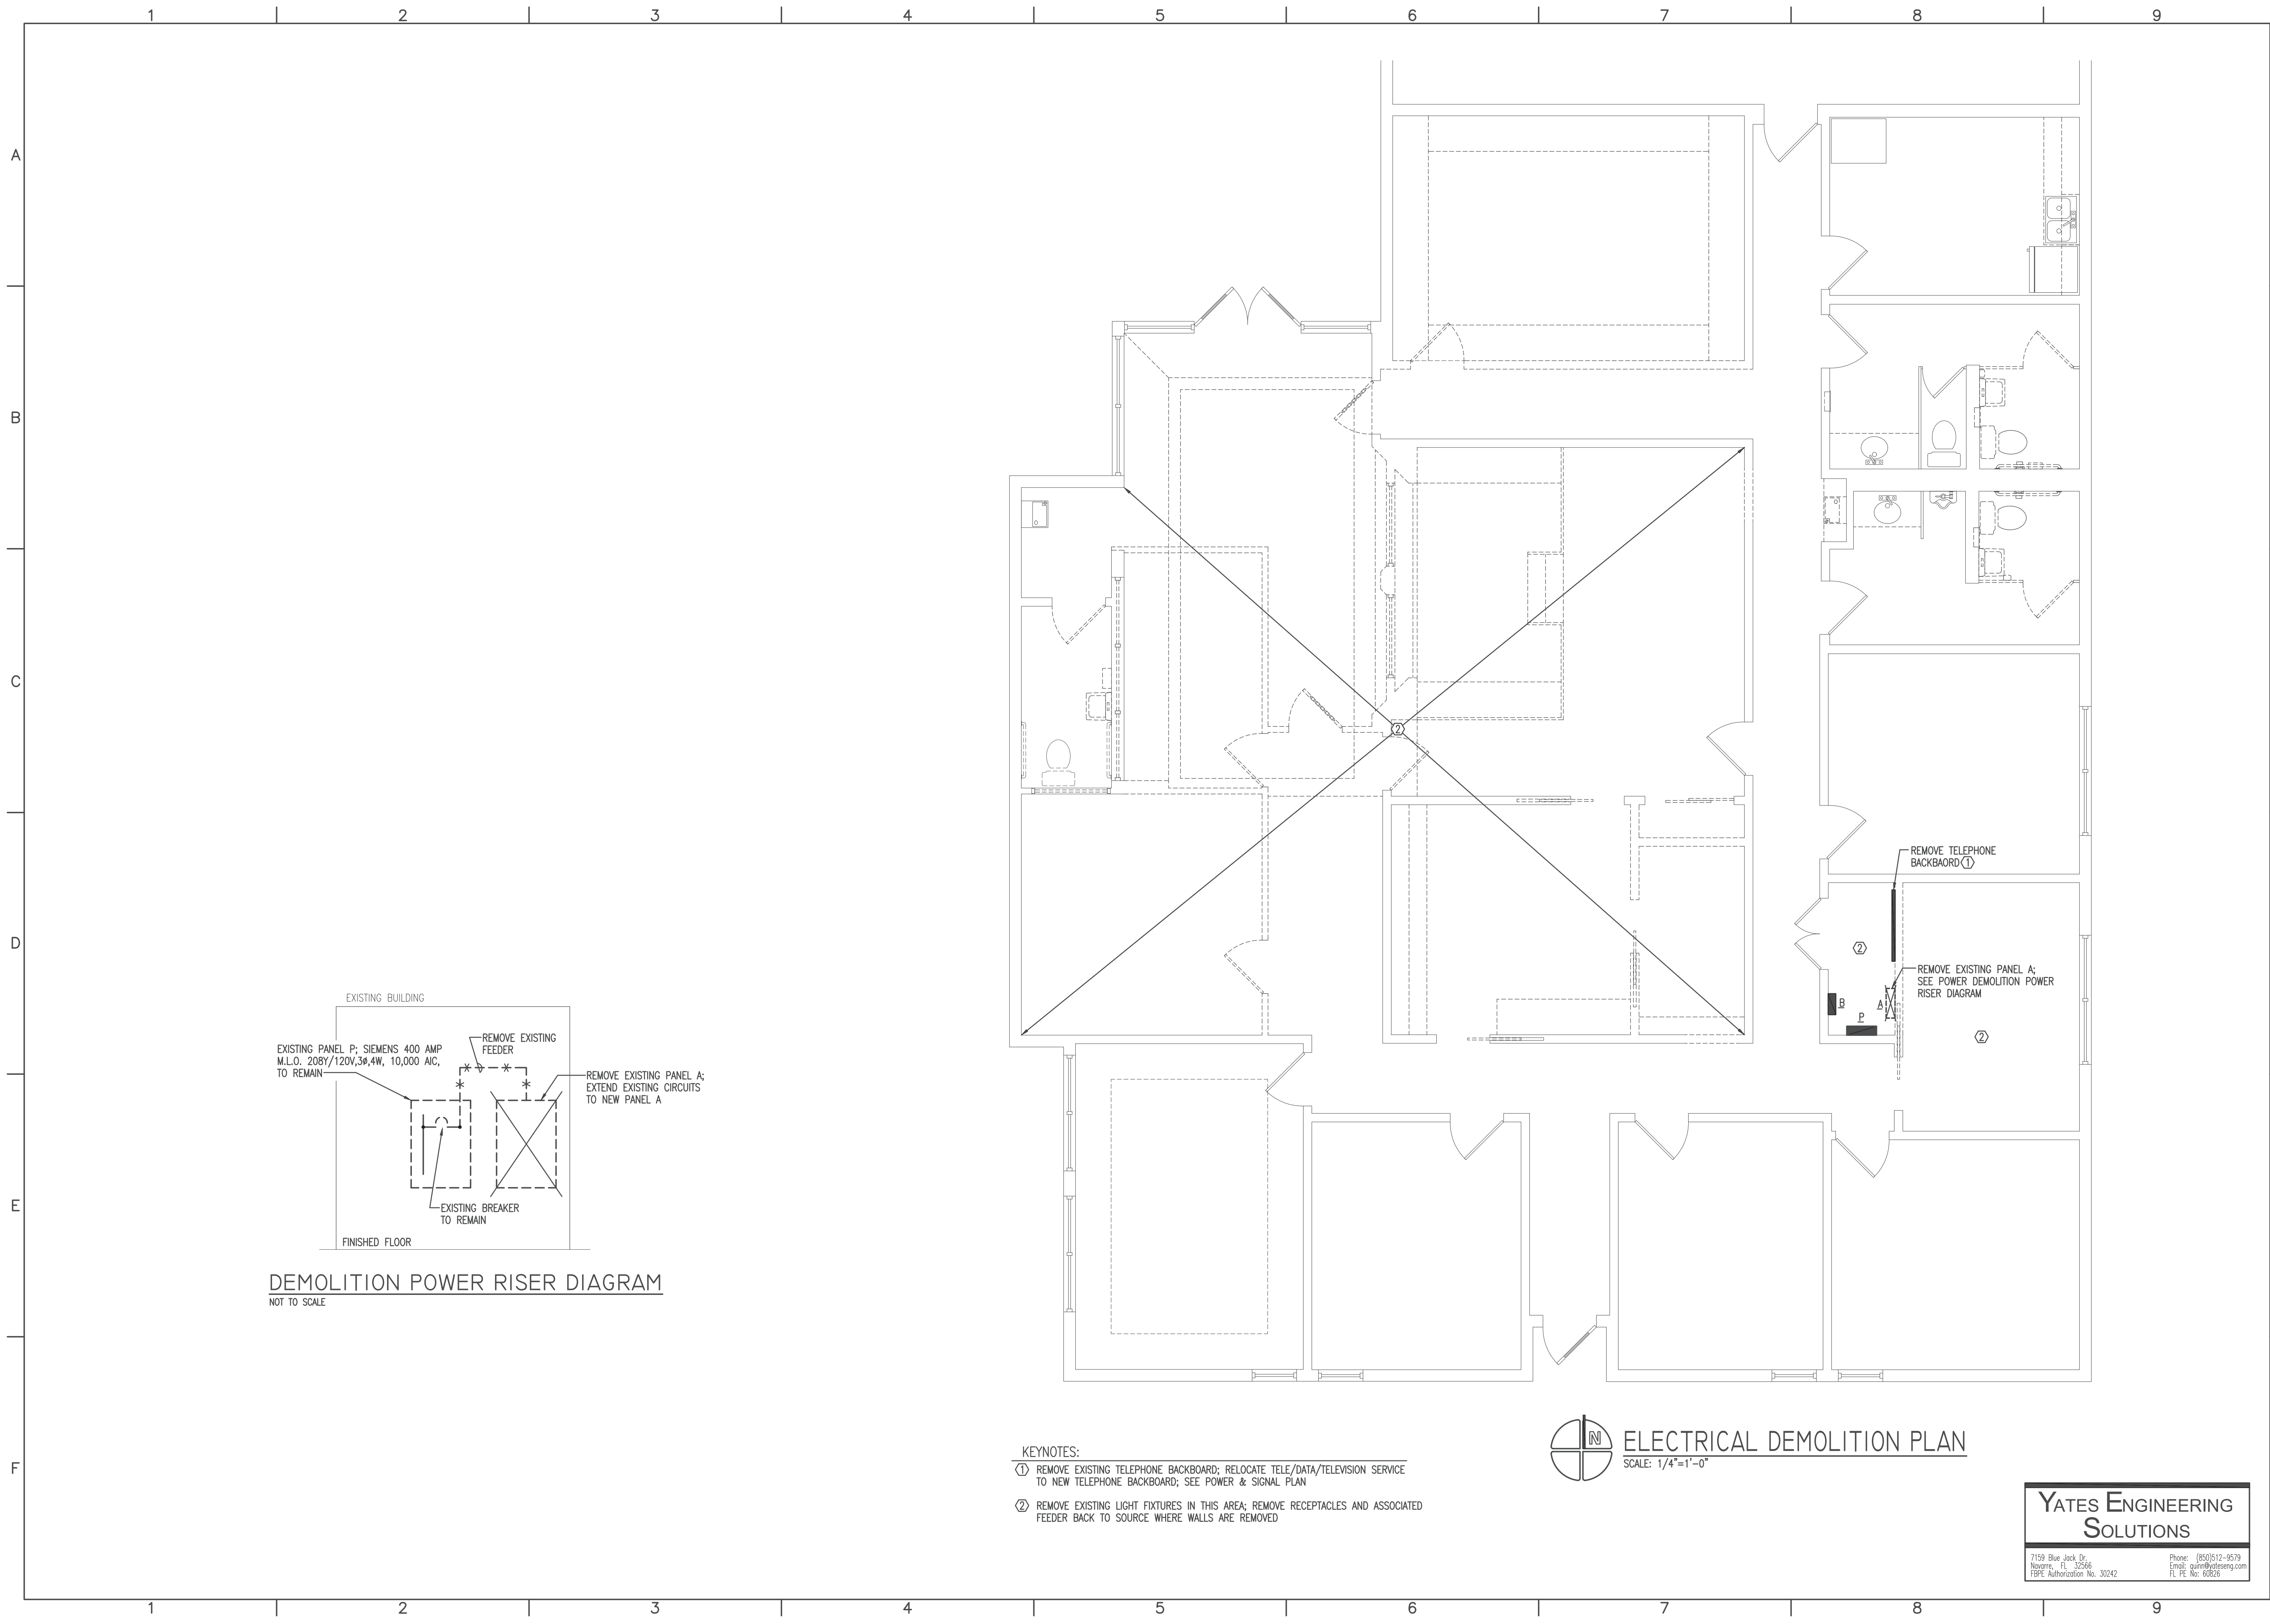 1 2 3 4 5 6 7 8 9
A
B
C
D
E
F
2
REMOVE TELEPHONE
BACKBAORD 1
2
REMOVE EXISTING PANEL A;
SEE POWER DEMOLITION POWER
RISER DIAGRAM
B
A
P
2
EXISTING BUILDING
REMOVE EXISTING
FEEDER
EXISTING PANEL P; SIEMENS 400 AMP
M.L.O. 208Y/120V,3ø,4W, 10,000 AIC,
TO REMAIN
REMOVE EXISTING PANEL A;
EXTEND EXISTING CIRCUITS
TO NEW PANEL A
EXISTING BREAKER
TO REMAIN
FINISHED FLOOR
DEMOLITION POWER RISER DIAGRAM
NOT TO SCALE
N
ELECTRICAL DEMOLITION PLAN
SCALE: 1/4"=1'-0"
KEYNOTES:
1 REMOVE EXISTING TELEPHONE BACKBOARD; RELOCATE TELE/DATA/TELEVISION SERVICE
TO NEW TELEPHONE BACKBOARD; SEE POWER & SIGNAL PLAN
2 REMOVE EXISTING LIGHT FIXTURES IN THIS AREA; REMOVE RECEPTACLES AND ASSOCIATED
FEEDER BACK TO SOURCE WHERE WALLS ARE REMOVED
YATES ENGINEERING
SOLUTIONS
7159 Blue Jack Dr. Phone: (850)512-9579
Navarre, FL 32566 Email: quinn@yateseng.com
FBPE Authorization No. 30242 FL PE No: 60826
1 2 3 4 5 6 7 8 9